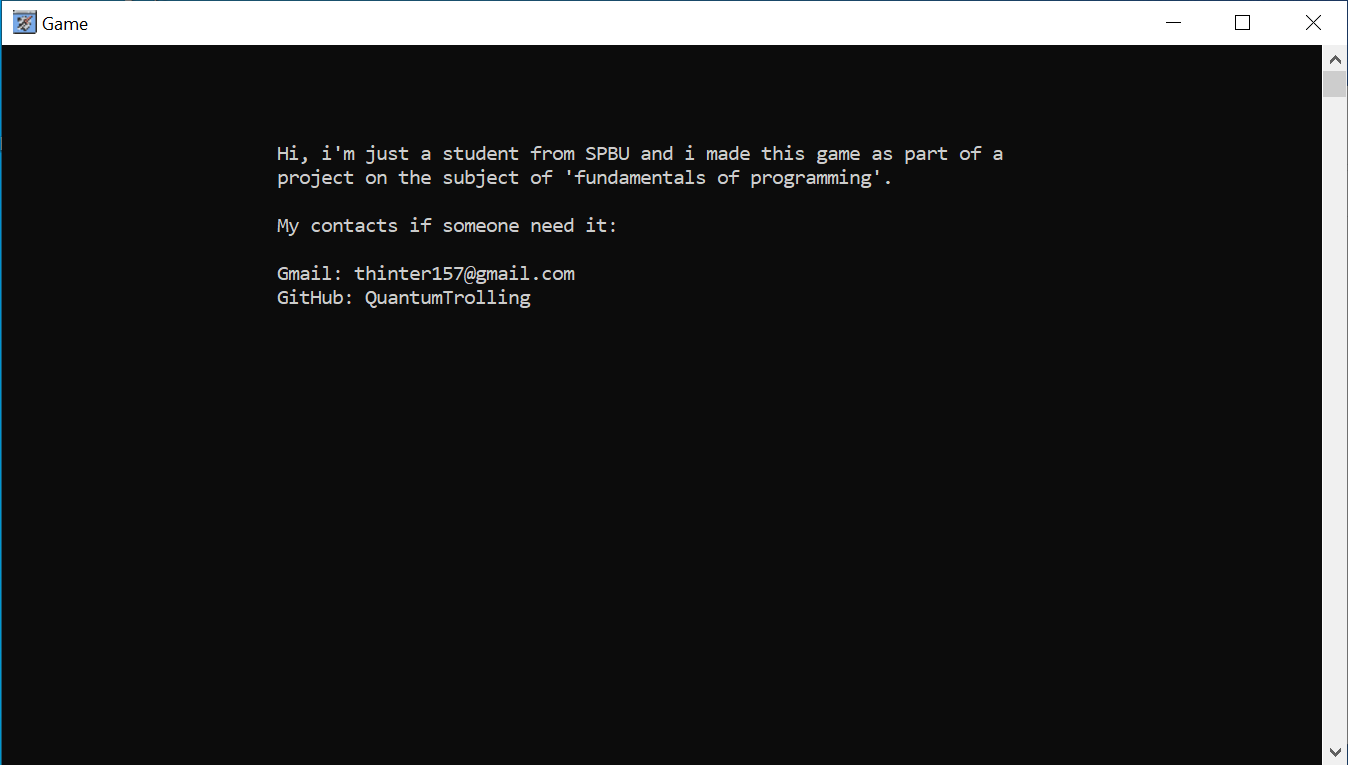 Game
Hi, i'm just a student from SPBU and i made this game as part of a
project on the subject of 'fundamentals of programming'.
My contacts if someone need it:
Gmail: thinter157@gmail.com
GitHub: QuantumTrolling